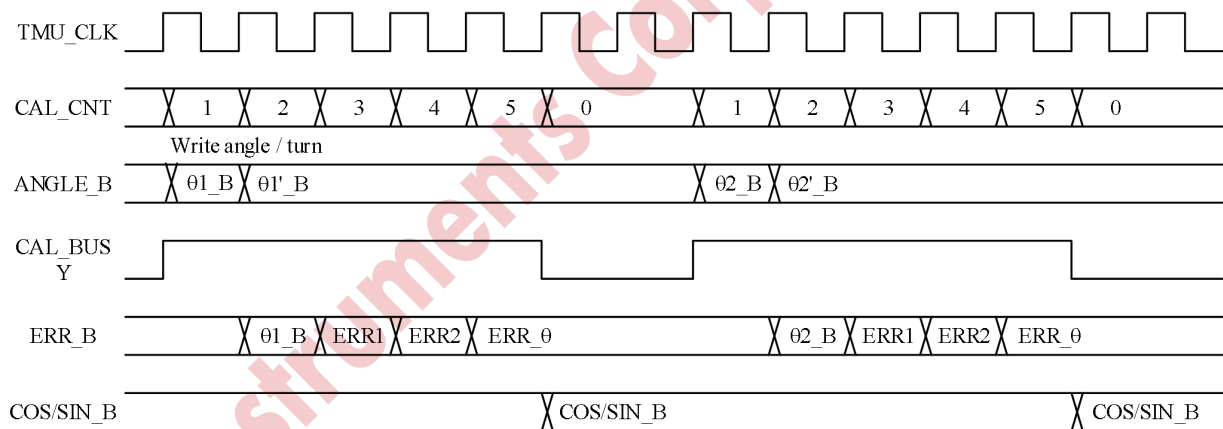 TMU_CLK
CAL_CNT 1 2 3 4 5 0 1 2 3 4 5 0
Write angle / turn
ANGLE_B θ1_B θ1'_B θ2_B θ2'_B
CAL_BUS
Y
ERR_B θ1_B ERR1 ERR2 ERR_θ θ2_B ERR1 ERR2 ERR_θ
COS/SIN_B COS/SIN_B COS/SIN_B
struments Corp